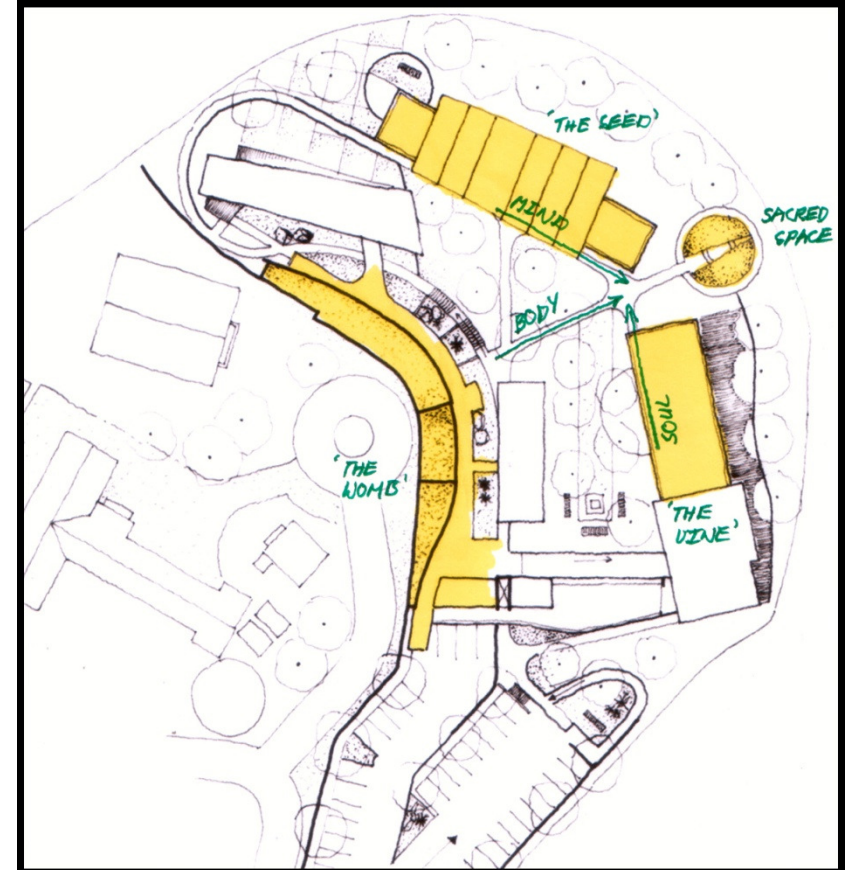 'THE SEED'
MIND
SACRED
SPACE
BODY
SOUL
'THE
WOMB'
'THE
VINE'